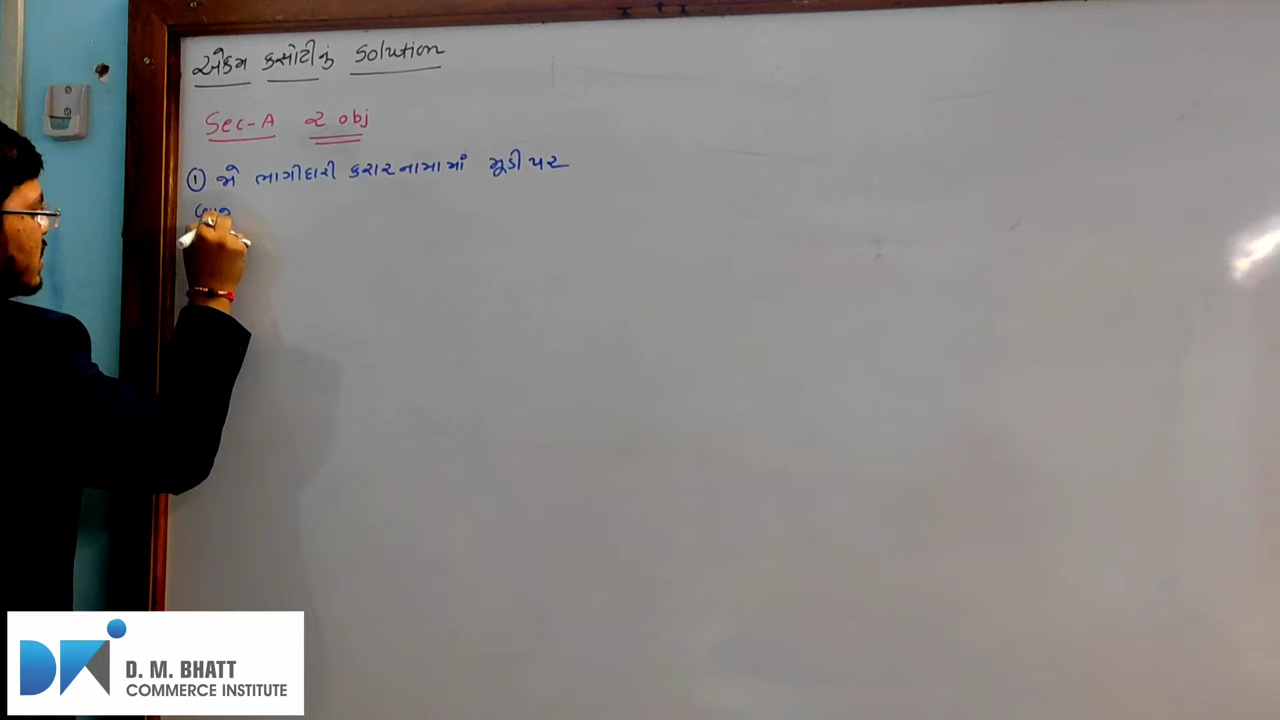 એકમ કસોટીનું Solution
Sec-A ૨ obj
① જો ભાગીદારી કરારનામામાં મૂડી પર
D. M. BHATT
COMMERCE INSTITUTE